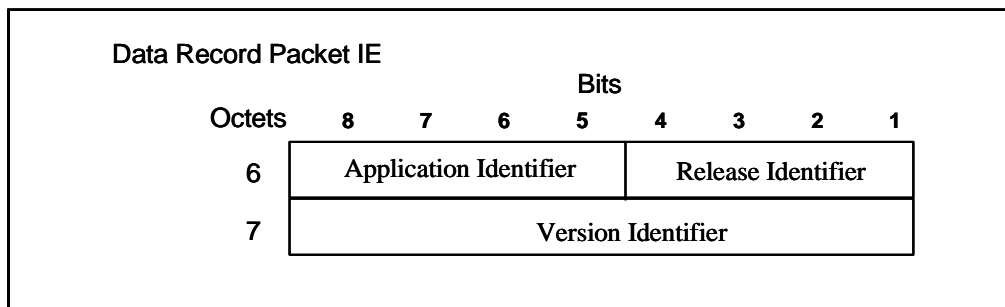 Data Record Packet IE
Bits
Octets 8 7 6 5 4 3 2 1
6 Application Identifier Release Identifier
7 Version Identifier